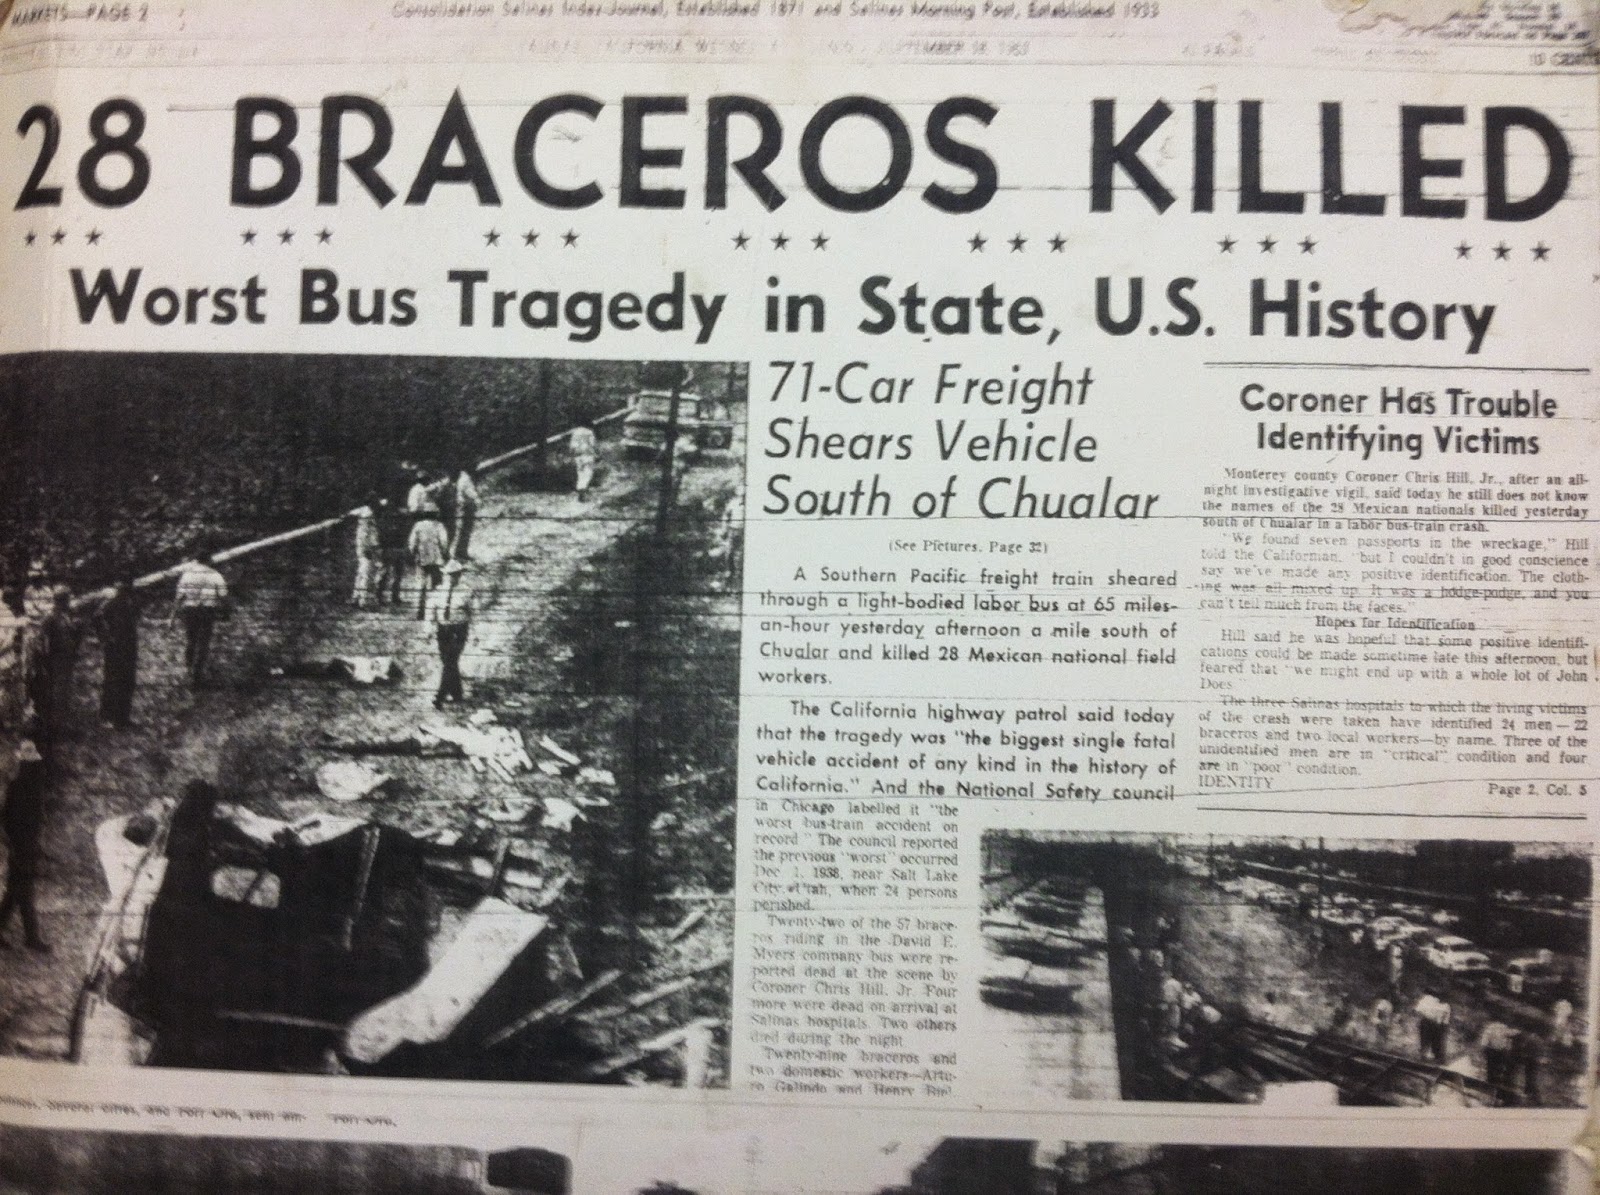 MARKETS—PAGE 2
Consolidation Salinas Index Journal, Established 1871 and Salinas Morning Post, Established 1933
SEPTEMBER 18, 1963
10 CENTS
28 BRACEROS KILLED
Worst Bus Tragedy in State, U.S. History
71-Car Freight
Shears Vehicle
South of Chualar
(See Pictures, Page 32)
A Southern Pacific freight train sheared
through a light-bodied labor bus at 65 miles-
an-hour yesterday afternoon a mile south of
Chualar and killed 28 Mexican national field
workers.
The California highway patrol said today
that the tragedy was "the biggest single fatal
vehicle accident of any kind in the history of
California." And the National Safety council
in Chicago labelled it "the
worst bus-train accident on
record" The council reported
the previous "worst" occurred
Dec 1, 1938, near Salt Lake
City, Utah, when 24 persons
perished.
Twenty-two of the 57 brace-
ros riding in the David E.
Myers company bus were re-
ported dead at the scene by
Coroner Chris Hill, Jr. Four
more were dead on arrival at
Salinas hospitals. Two others
died during the night
Twenty-nine braceros and
two domestic workers—Artu-
ro Galindo and Henry
Coroner Has Trouble
Identifying Victims
Monterey county Coroner Chris Hill, Jr., after an all-
night investigative vigil, said today he still does not know
the names of the 28 Mexican nationals killed yesterday
south of Chualar in a labor bus-train crash.
"We found seven passports in the wreckage," Hill
told the Californian, "but I couldn't in good conscience
say we've made any positive identification. The cloth-
ing was all mixed up. It was a hodge-podge, and you
can't tell much from the faces."
Hopes for Identification
Hill said he was hopeful that some positive identifi-
cations could be made sometime late this afternoon, but
feared that "we might end up with a whole lot of John
Does"
The three Salinas hospitals to which the living victims
of the crash were taken have identified 24 men — 22
braceros and two local workers—by name. Three of the
unidentified men are in "critical" condition and four
are in "poor" condition.
IDENTITY Page 2, Col. 5
several cities, and Fort Ord, sent am- Fort Ord.